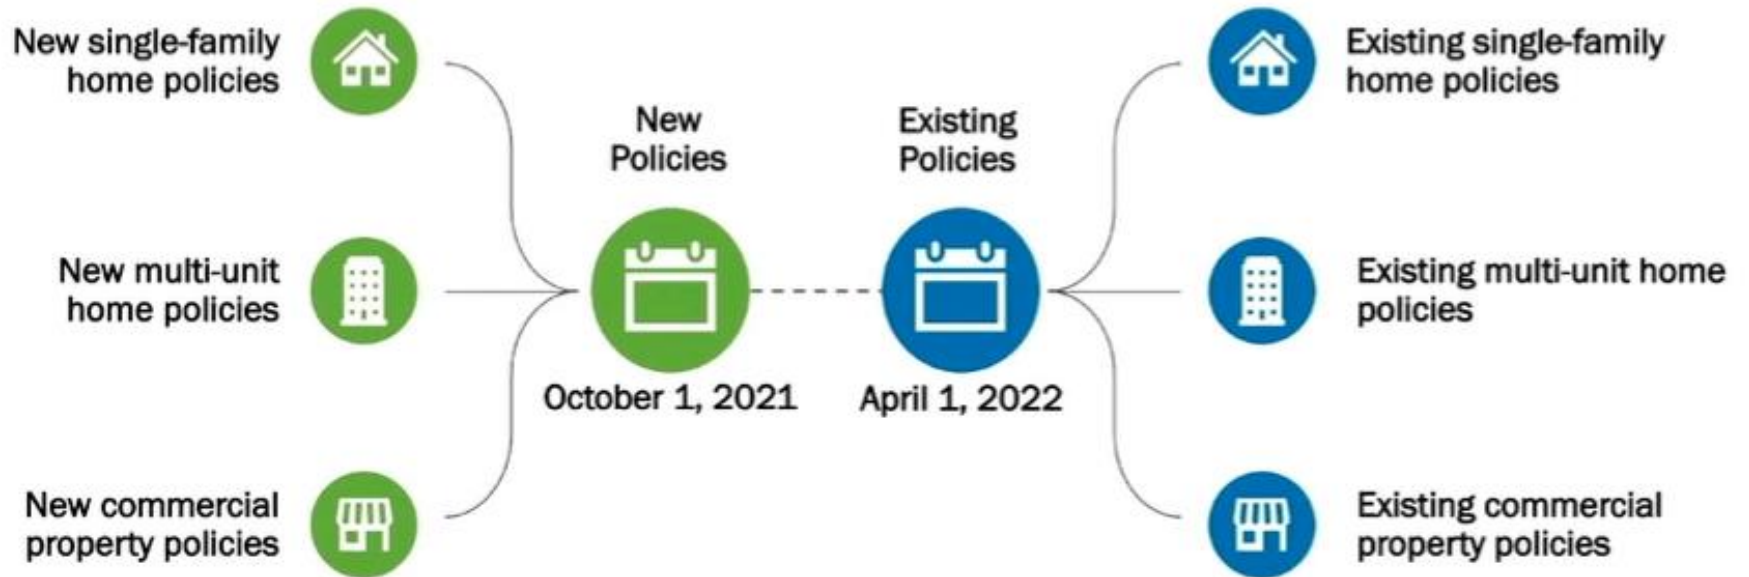 New single-family
home policies
New multi-unit
home policies
New commercial
property policies
New
Policies
October 1, 2021
Existing
Policies
April 1, 2022
Existing single-family
home policies
Existing multi-unit home
policies
Existing commercial
property policies